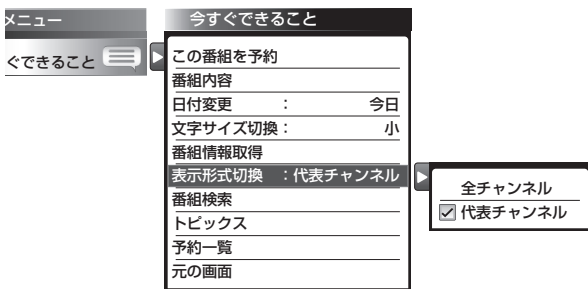 メニュー
ぐできること
今すぐできること
この番組を予約
番組内容
日付変更 : 今日
文字サイズ切換 : 小
番組情報取得
表示形式切換 : 代表チャンネル
番組検索
トピックス
予約一覧
元の画面
全チャンネル
代表チャンネル